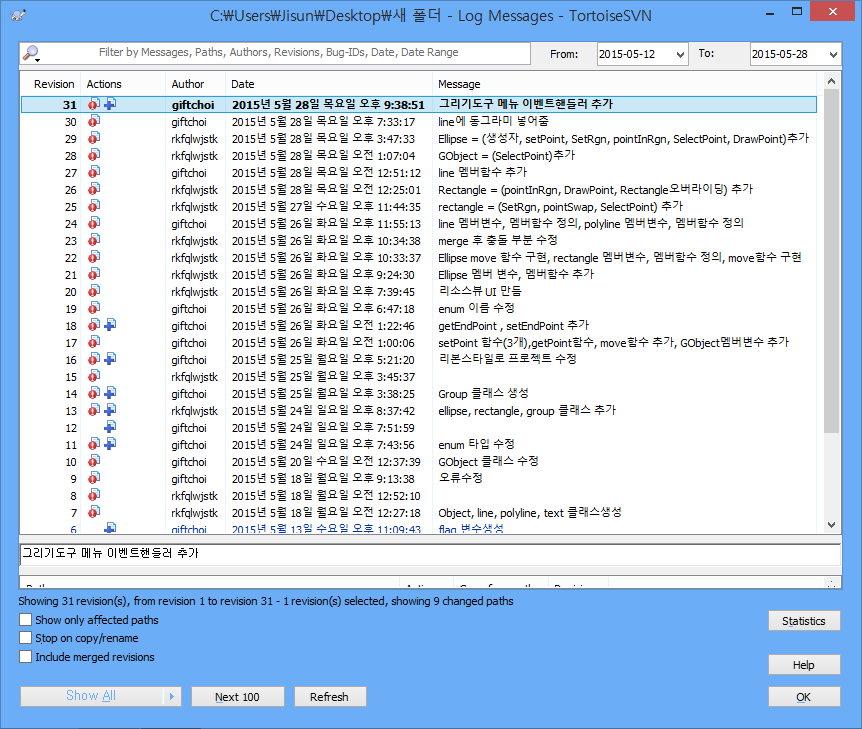 C:₩Users₩Jisun₩Desktop₩새 폴더 - Log Messages - TortoiseSVN
Filter by Messages, Paths, Authors, Revisions, Bug-IDs, Date, Date Range From: 2015-05-12 To: 2015-05-28
Revision Actions Author Date Message
31 giftchoi 2015년 5월 28일 목요일 오후 9:38:51 그리기도구 메뉴 이벤트핸들러 추가
30 giftchoi 2015년 5월 28일 목요일 오후 7:33:17 line에 동그라미 넣어줌
29 rkfqlwjstk 2015년 5월 28일 목요일 오후 3:47:33 Ellipse = (생성자, setPoint, SetRgn, pointInRgn, SelectPoint, DrawPoint)추가
28 rkfqlwjstk 2015년 5월 28일 목요일 오전 1:07:04 GObject = (SelectPoint)추가
27 giftchoi 2015년 5월 28일 목요일 오전 12:51:12 line 멤버함수 추가
26 rkfqlwjstk 2015년 5월 28일 목요일 오전 12:25:01 Rectangle = (pointInRgn, DrawPoint, Rectangle오버라이딩) 추가
25 rkfqlwjstk 2015년 5월 27일 수요일 오후 11:44:35 rectangle = (SetRgn, pointSwap, SelectPoint) 추가
24 giftchoi 2015년 5월 26일 화요일 오후 11:55:13 line 멤버변수, 멤버함수 정의, polyline 멤버변수, 멤버함수 정의
23 rkfqlwjstk 2015년 5월 26일 화요일 오후 10:34:38 merge 후 충돌 부분 수정
22 rkfqlwjstk 2015년 5월 26일 화요일 오후 10:33:37 Ellipse move 함수 구현, rectangle 멤버변수, 멤버함수 정의, move함수 구현
21 rkfqlwjstk 2015년 5월 26일 화요일 오후 9:24:30 Ellipse 멤버 변수, 멤버함수 추가
20 rkfqlwjstk 2015년 5월 26일 화요일 오후 7:39:45 리소스뷰 UI 만듬
19 giftchoi 2015년 5월 26일 화요일 오후 6:47:18 enum 이름 수정
18 giftchoi 2015년 5월 26일 화요일 오전 1:22:46 getEndPoint , setEndPoint 추가
17 giftchoi 2015년 5월 26일 화요일 오전 1:00:06 setPoint 함수(3개),getPoint함수, move함수 추가, GObject멤버변수 추가
16 giftchoi 2015년 5월 25일 월요일 오후 5:21:20 리본스타일로 프로젝트 수정
15 rkfqlwjstk 2015년 5월 25일 월요일 오후 3:45:37
14 giftchoi 2015년 5월 25일 월요일 오후 3:38:25 Group 클래스 생성
13 rkfqlwjstk 2015년 5월 24일 일요일 오후 8:37:42 ellipse, rectangle, group 클래스 추가
12 giftchoi 2015년 5월 24일 일요일 오후 7:51:59
11 giftchoi 2015년 5월 24일 일요일 오후 7:43:56 enum 타입 수정
10 giftchoi 2015년 5월 20일 수요일 오전 12:37:39 GObject 클래스 수정
9 giftchoi 2015년 5월 18일 월요일 오후 9:13:38 오류수정
8 rkfqlwjstk 2015년 5월 18일 월요일 오전 12:52:10
7 rkfqlwjstk 2015년 5월 18일 월요일 오전 12:27:18 Object, line, polyline, text 클래스생성
6 giftchoi 2015년 5월 13일 수요일 오후 11:09:43 flag 변수생성
그리기도구 메뉴 이벤트핸들러 추가
Showing 31 revision(s), from revision 1 to revision 31 - 1 revision(s) selected, showing 9 changed paths
Show only affected paths
Statistics
Stop on copy/rename
Include merged revisions
Help
Show All Next 100 Refresh OK